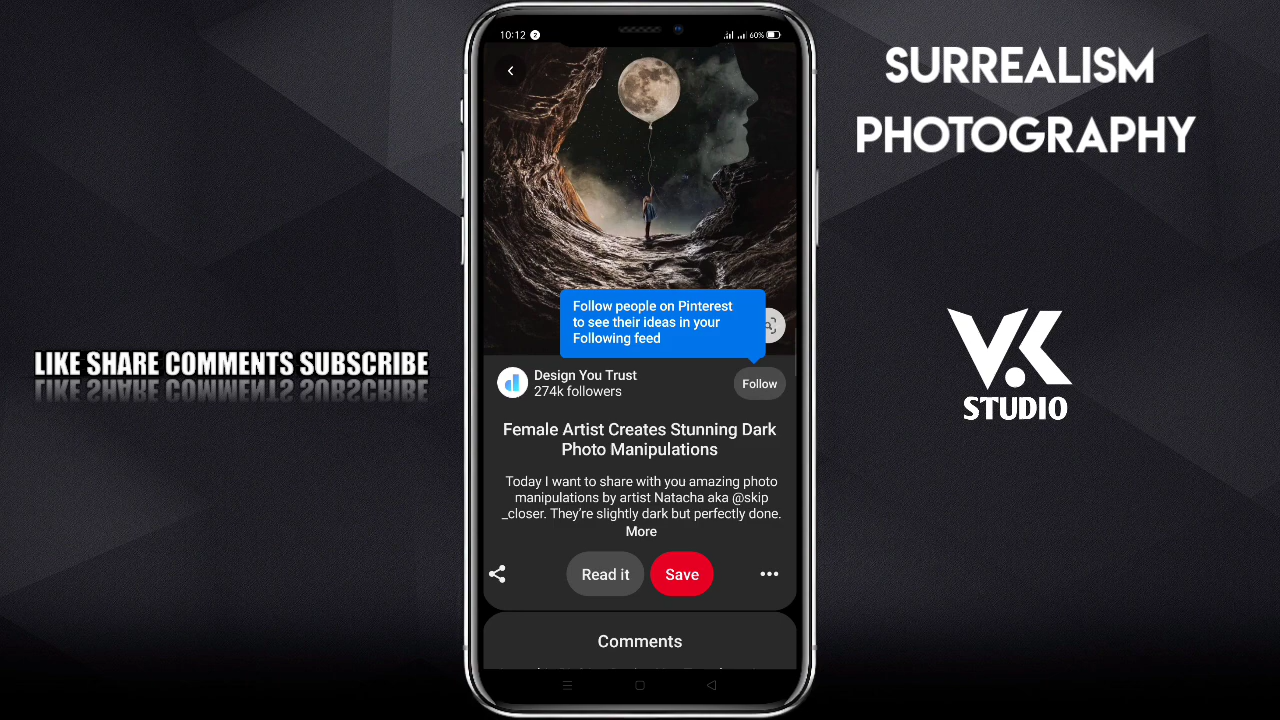 10:12 2
60%
SURREALISM
PHOTOGRAPHY
Follow people on Pinterest
to see their ideas in your
Following feed
LIKE SHARE COMMENTS SUBSCRIBE
Design You Trust
274k followers
Follow
VK
STUDIO
Female Artist Creates Stunning Dark
Photo Manipulations
Today I want to share with you amazing photo
manipulations by artist Natacha aka @skip
_closer. They're slightly dark but perfectly done.
More
Read it
Save
Comments